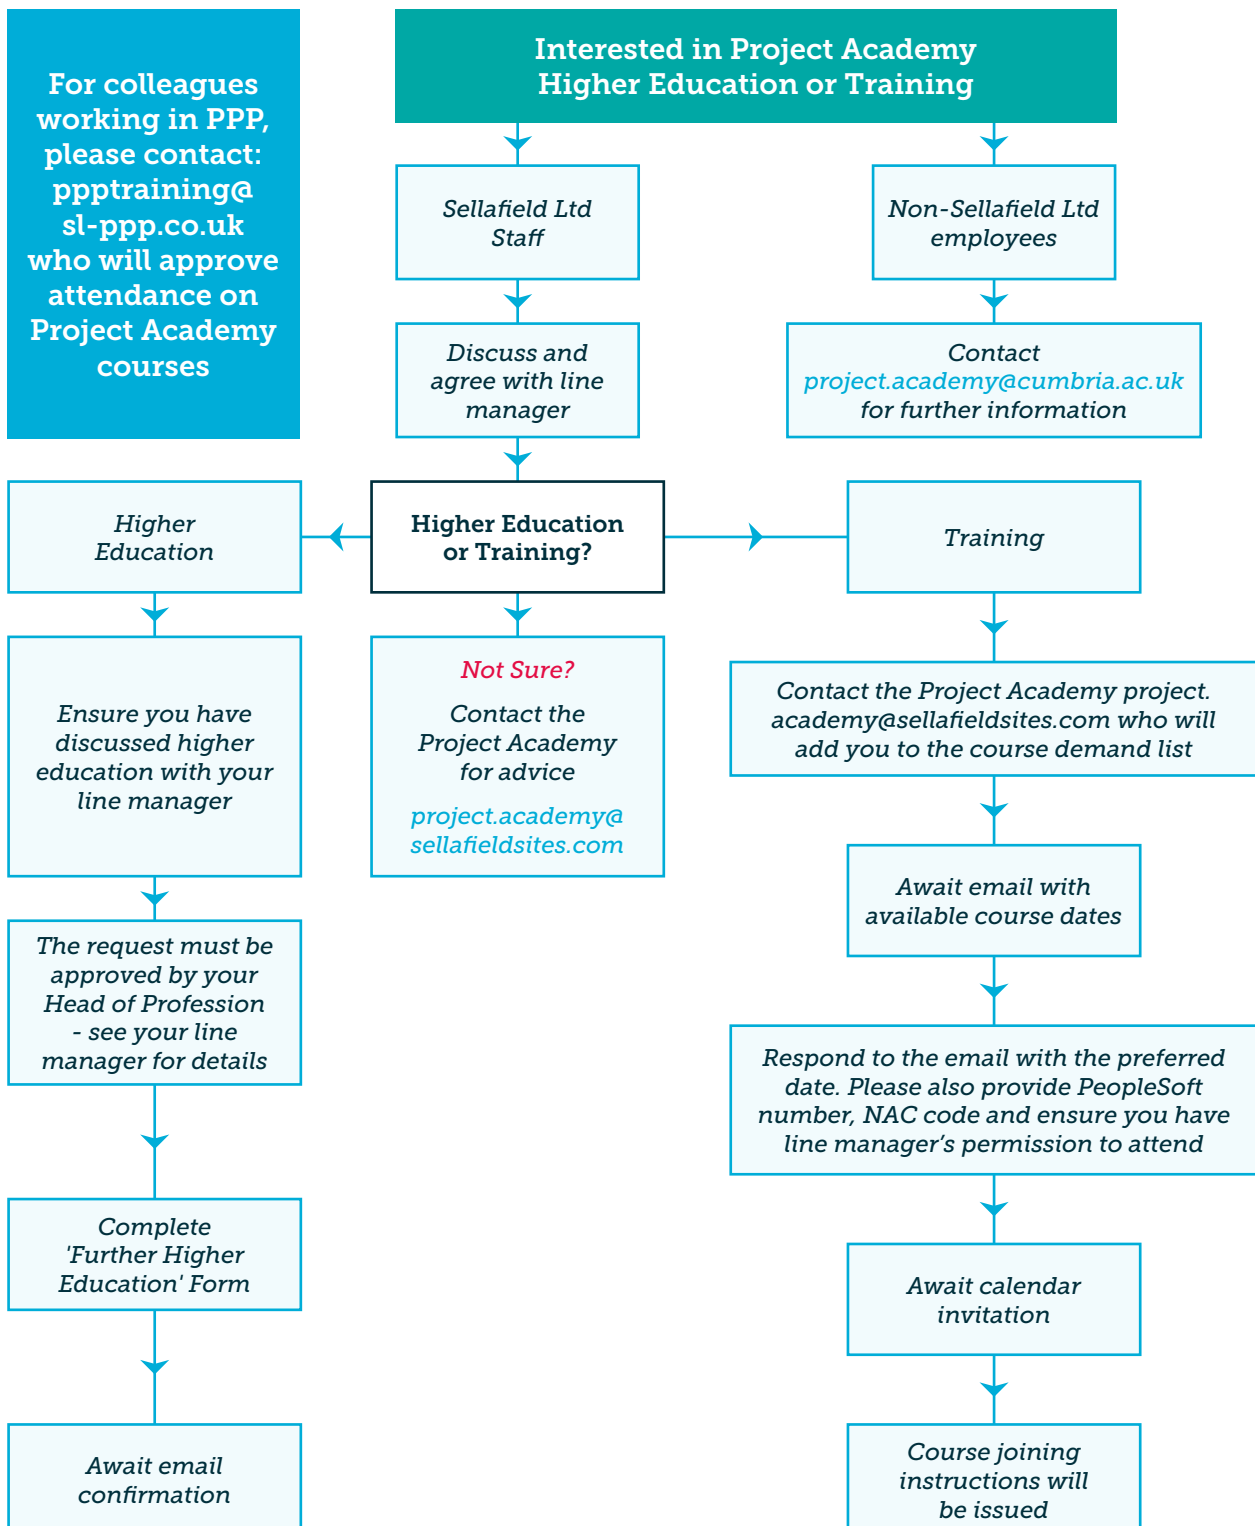 For colleagues
working in PPP,
please contact:
ppptraining@
sl-ppp.co.uk
who will approve
attendance on
Project Academy
courses
Interested in Project Academy
Higher Education or Training
Sellafield Ltd
Staff
Non-Sellafield Ltd
employees
Discuss and
agree with line
manager
Contact
project.academy@cumbria.ac.uk
for further information
Higher
Education
Higher Education
or Training?
Training
Ensure you have
discussed higher
education with your
line manager
Not Sure?
Contact the
Project Academy
for advice
project.academy@
sellafieldsites.com
Contact the Project Academy project.
academy@sellafieldsites.com who will
add you to the course demand list
Await email with
available course dates
The request must be
approved by your
Head of Profession
- see your line
manager for details
Respond to the email with the preferred
date. Please also provide PeopleSoft
number, NAC code and ensure you have
line manager’s permission to attend
Complete
'Further Higher
Education' Form
Await calendar
invitation
Await email
confirmation
Course joining
instructions will
be issued